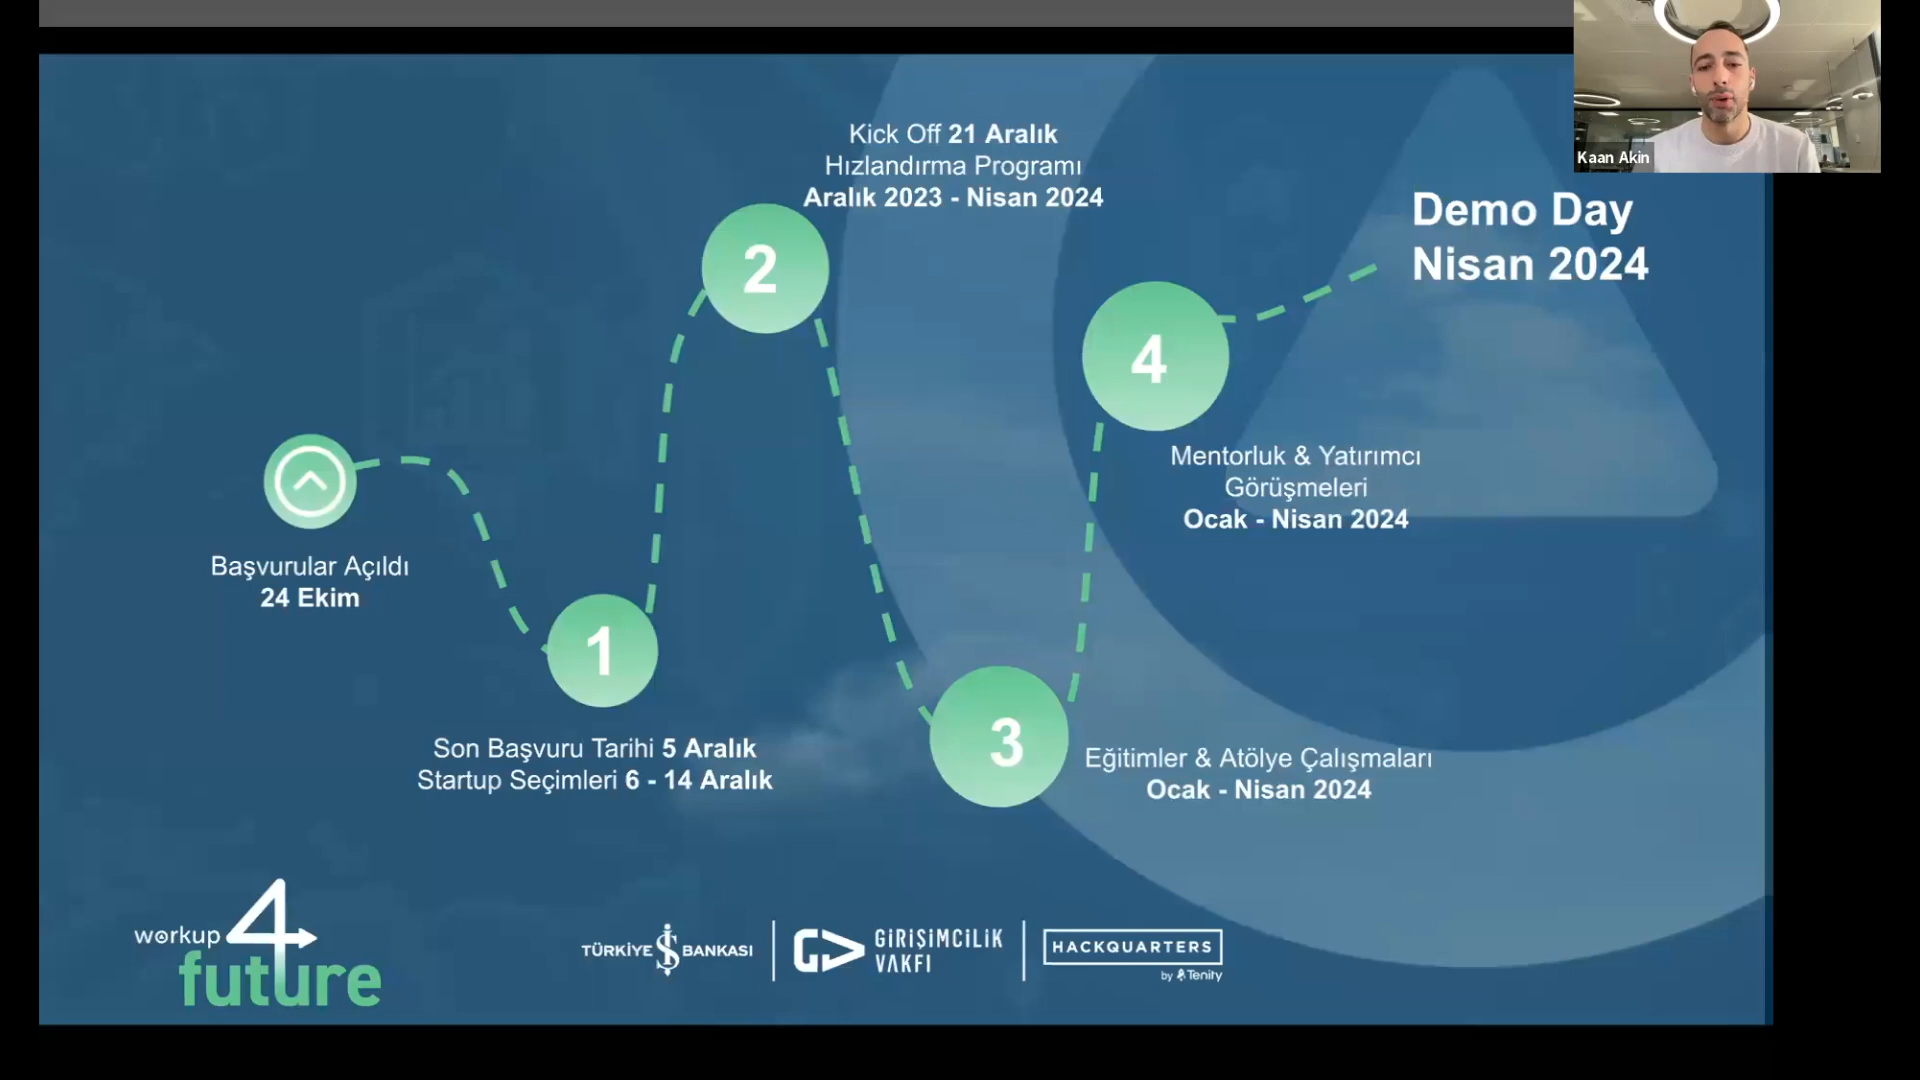 Kaan Akin
Kick Off 21 Aralık
Hızlandırma Programı
Aralık 2023 - Nisan 2024
Demo Day
Nisan 2024
2
4
Mentorluk & Yatırımcı
Görüşmeleri
Ocak - Nisan 2024
Başvurular Açıldı
24 Ekim
1
Son Başvuru Tarihi 5 Aralık
Startup Seçimleri 6 - 14 Aralık
3
Eğitimler & Atölye Çalışmaları
Ocak - Nisan 2024
workup
4
future
TÜRKİYE İŞ BANKASI
GİRİŞİMCİLİK
VAKFI
HACKQUARTERS
by Tenity